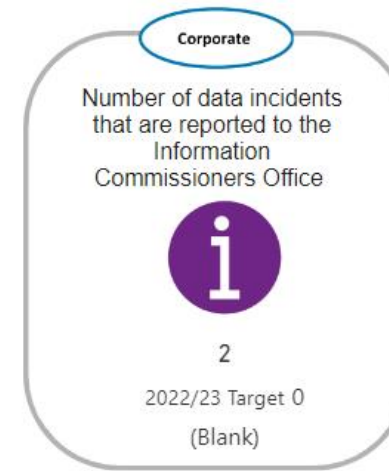 Corporate
Number of data incidents
that are reported to the
Information
Commissioners Office
i
2
2022/23 Target 0
(Blank)